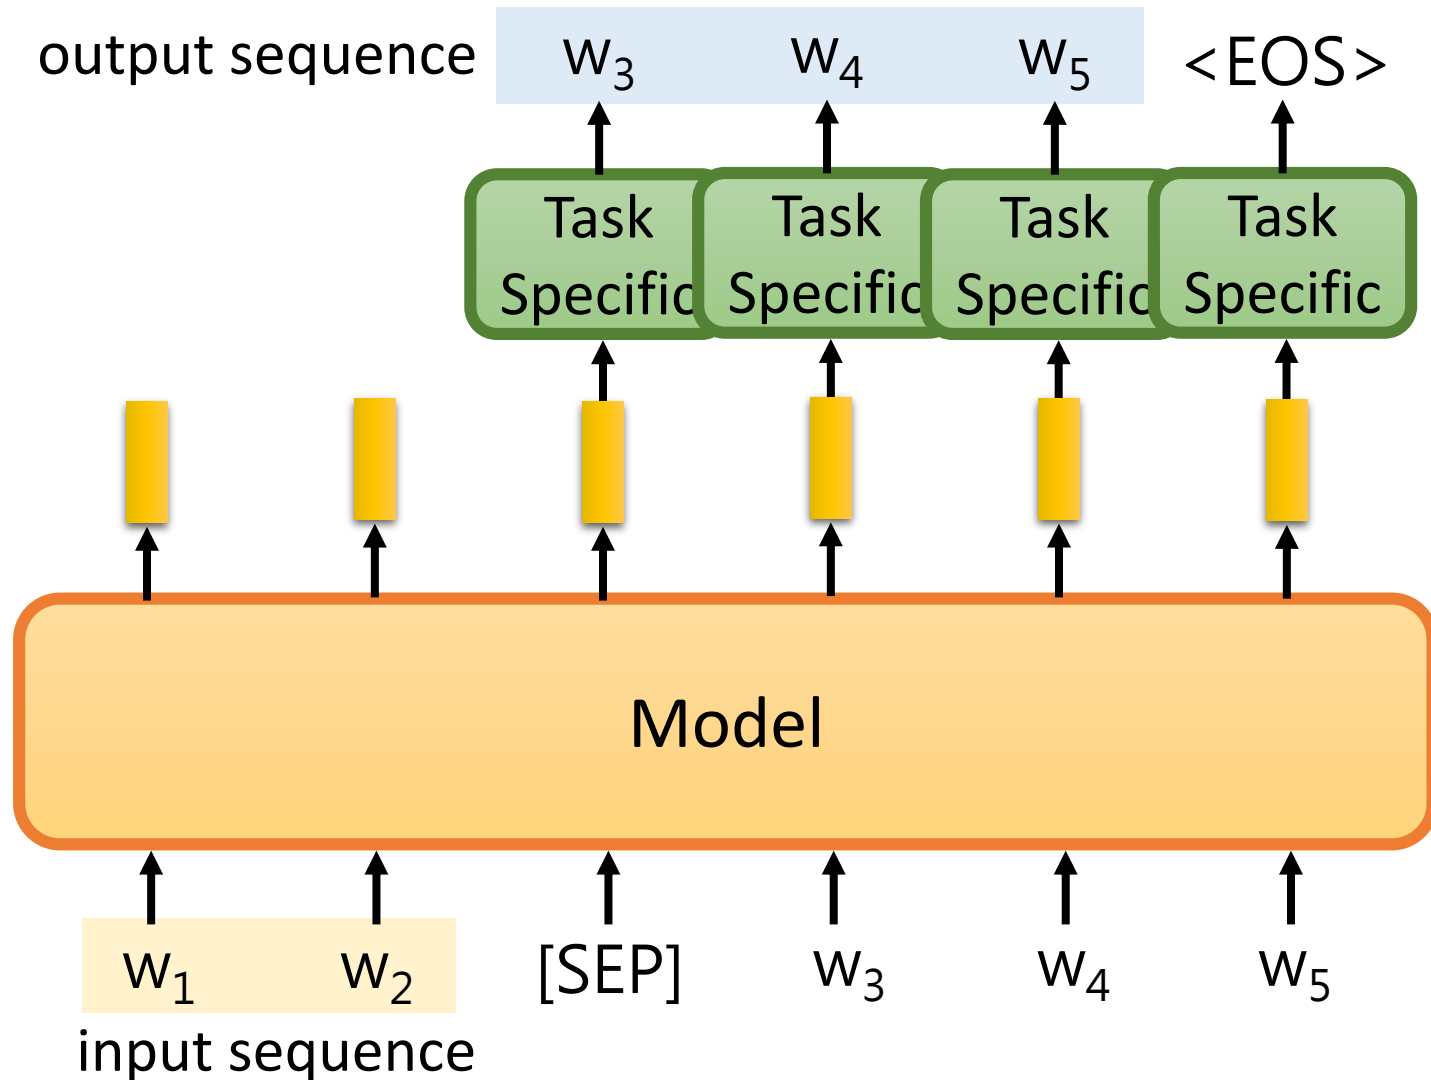 output sequence w₃ w₄ w₅ <EOS>
Task Specific Task Specific Task Specific Task Specific
Model
w₁ w₂ [SEP] w₃ w₄ w₅
input sequence